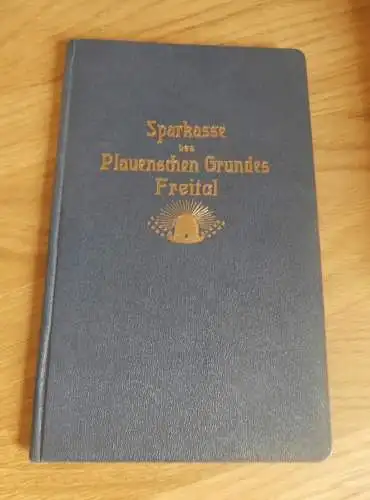 Sparkasse
des
Plauenschen Grundes
Freital